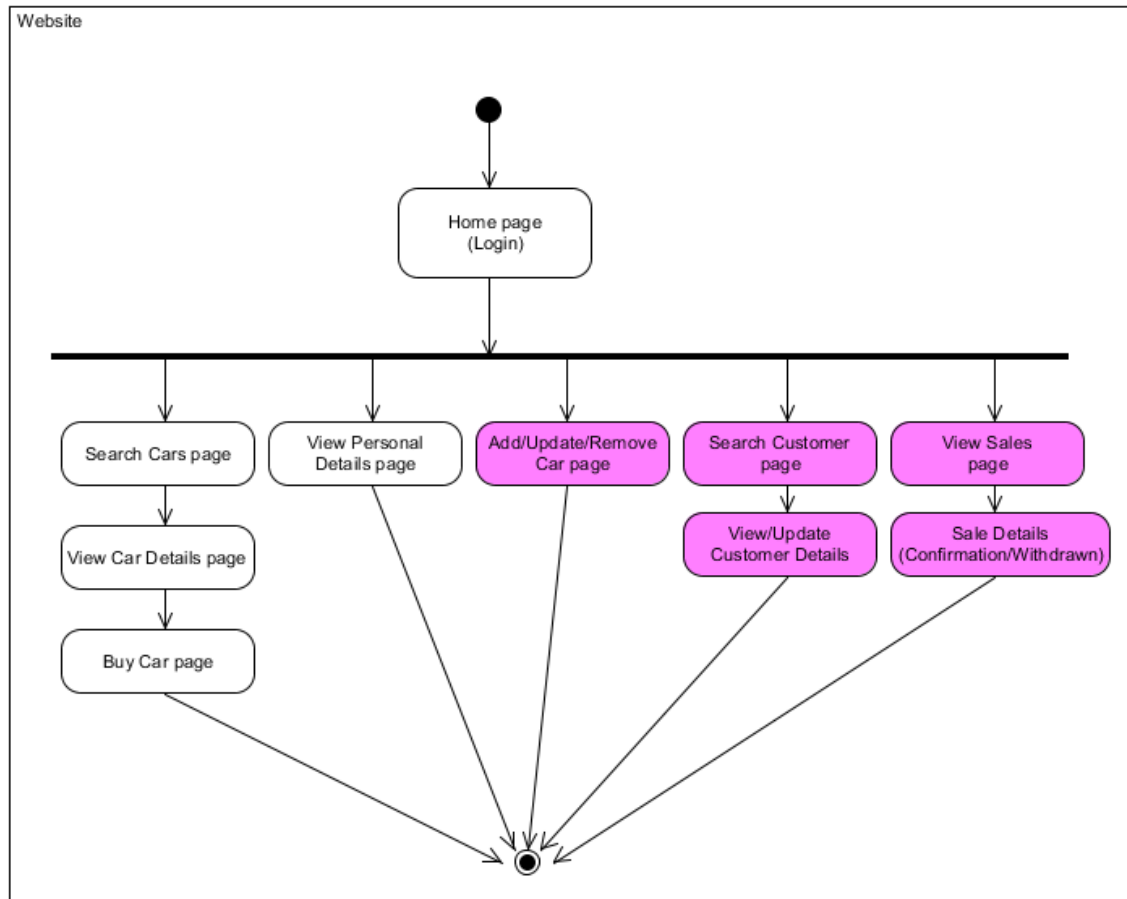 Website
Home page
(Login)
Search Cars page
View Personal
Details page
Add/Update/Remove
Car page
Search Customer
page
View Sales
page
View Car Details page
View/Update
Customer Details
Sale Details
(Confirmation/Withdrawn)
Buy Car page